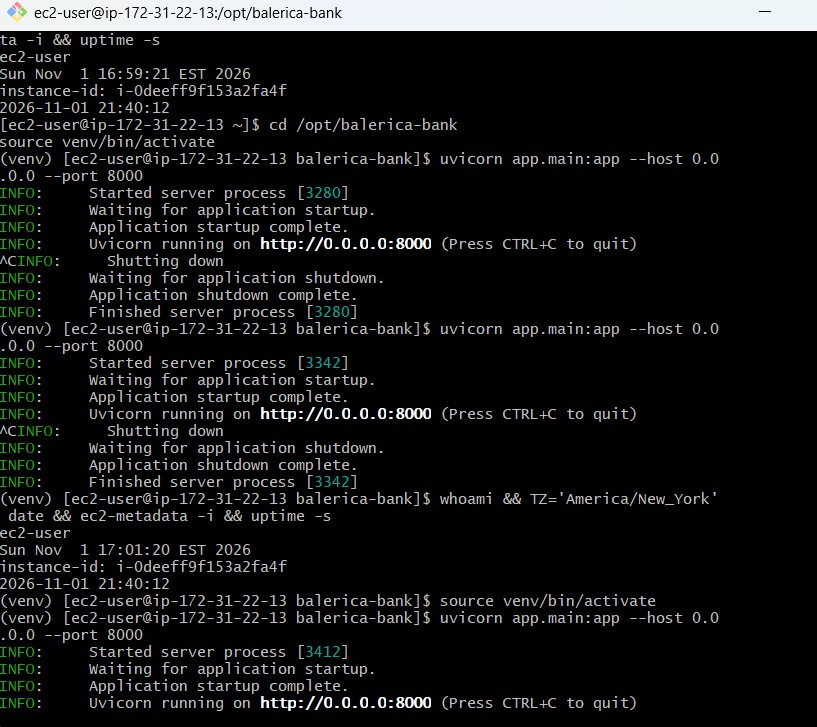 ec2-user@ip-172-31-22-13:/opt/balerica-bank
ta -i && uptime -s
ec2-user
Sun Nov  1 16:59:21 EST 2026
instance-id: i-0deeff9f153a2fa4f
2026-11-01 21:40:12
[ec2-user@ip-172-31-22-13 ~]$ cd /opt/balerica-bank
source venv/bin/activate
(venv) [ec2-user@ip-172-31-22-13 balerica-bank]$ uvicorn app.main:app --host 0.0
.0.0 --port 8000
INFO:     Started server process [3280]
INFO:     Waiting for application startup.
INFO:     Application startup complete.
INFO:     Uvicorn running on http://0.0.0.0:8000 (Press CTRL+C to quit)
^CINFO:     Shutting down
INFO:     Waiting for application shutdown.
INFO:     Application shutdown complete.
INFO:     Finished server process [3280]
(venv) [ec2-user@ip-172-31-22-13 balerica-bank]$ uvicorn app.main:app --host 0.0
.0.0 --port 8000
INFO:     Started server process [3342]
INFO:     Waiting for application startup.
INFO:     Application startup complete.
INFO:     Uvicorn running on http://0.0.0.0:8000 (Press CTRL+C to quit)
^CINFO:     Shutting down
INFO:     Waiting for application shutdown.
INFO:     Application shutdown complete.
INFO:     Finished server process [3342]
(venv) [ec2-user@ip-172-31-22-13 balerica-bank]$ whoami && TZ='America/New_York'
 date && ec2-metadata -i && uptime -s
ec2-user
Sun Nov  1 17:01:20 EST 2026
instance-id: i-0deeff9f153a2fa4f
2026-11-01 21:40:12
(venv) [ec2-user@ip-172-31-22-13 balerica-bank]$ source venv/bin/activate
(venv) [ec2-user@ip-172-31-22-13 balerica-bank]$ uvicorn app.main:app --host 0.0
.0.0 --port 8000
INFO:     Started server process [3412]
INFO:     Waiting for application startup.
INFO:     Application startup complete.
INFO:     Uvicorn running on http://0.0.0.0:8000 (Press CTRL+C to quit)